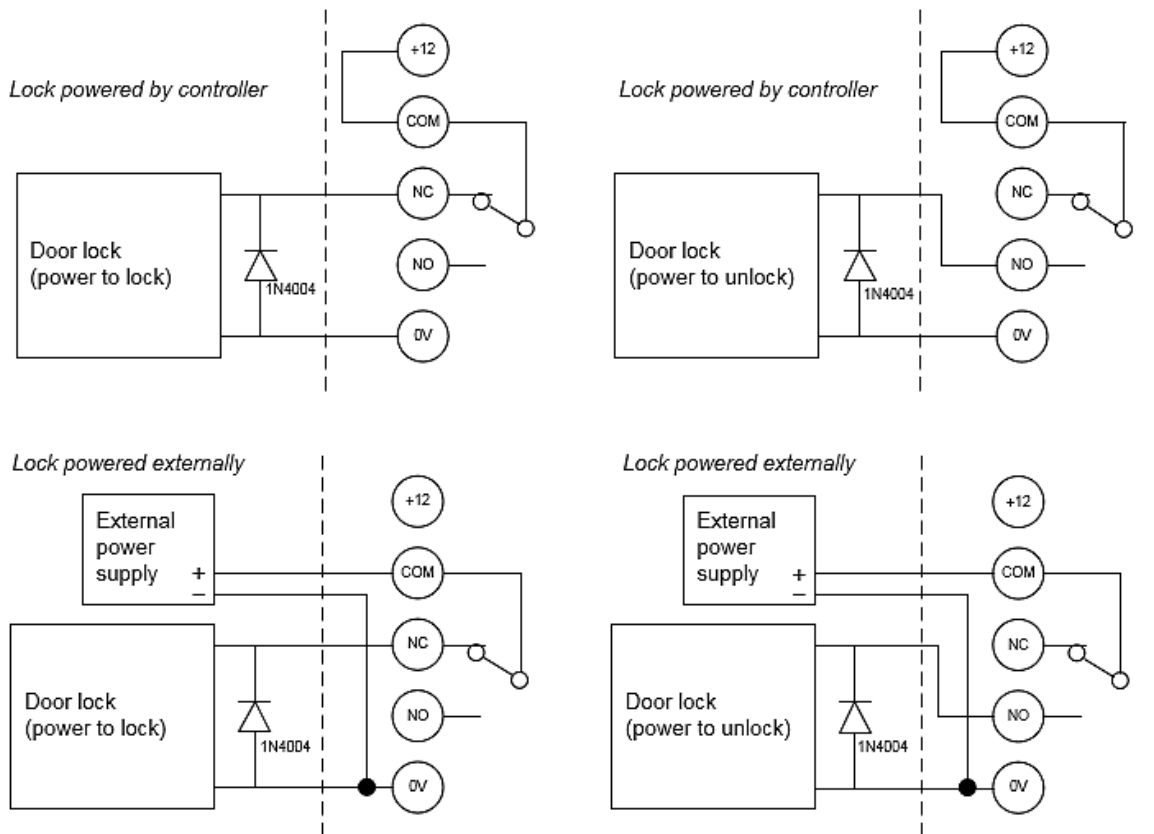 Lock powered by controller
+12
COM
NC
NO
0V
Door lock
(power to lock)
1N4004
Lock powered by controller
+12
COM
NC
NO
0V
Door lock
(power to unlock)
1N4004
Lock powered externally
External
power
supply
+
–
+12
COM
NC
NO
0V
Door lock
(power to lock)
1N4004
Lock powered externally
External
power
supply
+
–
+12
COM
NC
NO
0V
Door lock
(power to unlock)
1N4004